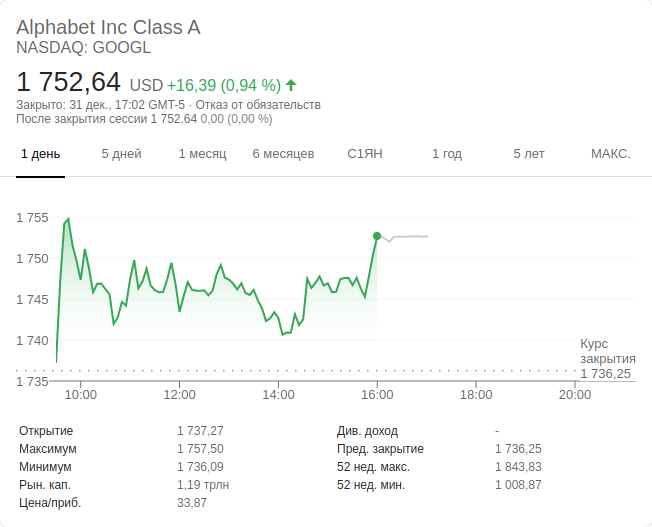 Alphabet Inc Class A
NASDAQ: GOOGL
1 752,64 USD +16,39 (0,94 %)
Закрыто: 31 дек., 17:02 GMT-5 · Отказ от обязательств
После закрытия сессии 1 752,64 0,00 (0,00 %)
1 день 5 дней 1 месяц 6 месяцев С1ЯН 1 год 5 лет МАКС.
1 755
1 750
1 745
1 740
Курс
закрытия
1 736,25
1 735
10:00 12:00 14:00 16:00 18:00 20:00
Открытие 1 737,27 Див. доход -
Максимум 1 757,50 Пред. закрытие 1 736,25
Минимум 1 736,09 52 нед. макс. 1 843,83
Рын. кап. 1,19 трлн 52 нед. мин. 1 008,87
Цена/приб. 33,87